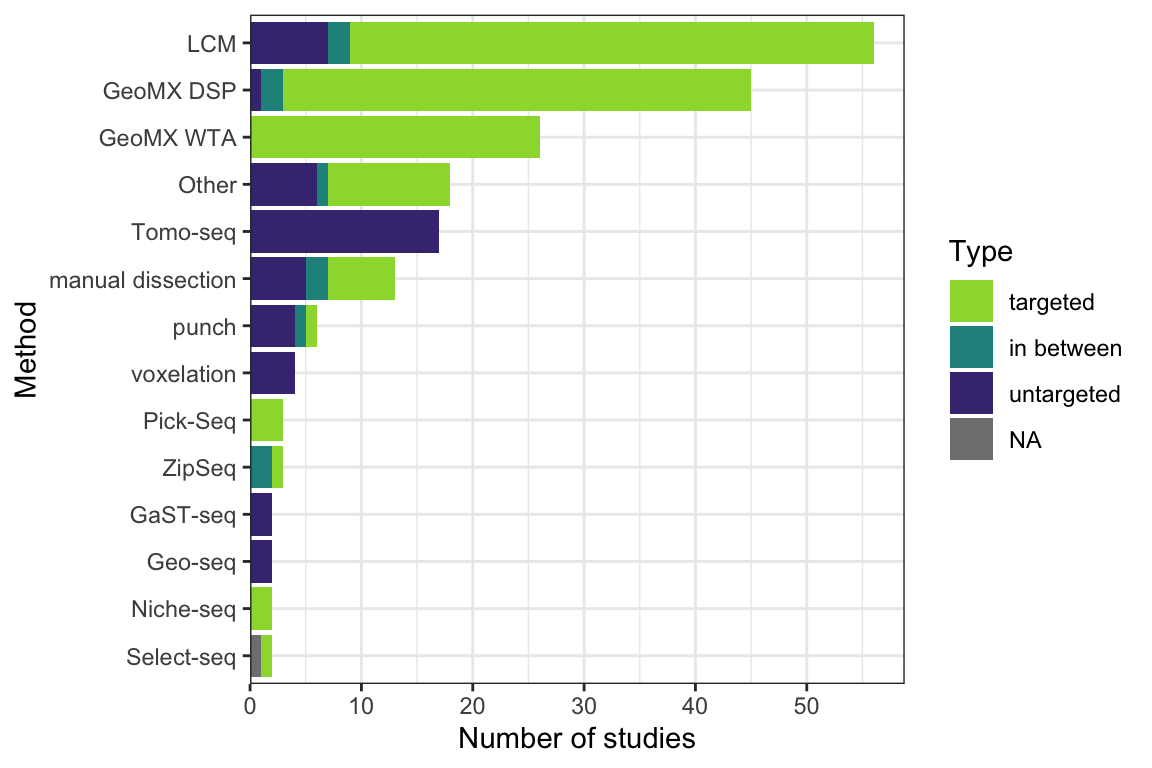 LCM
GeoMX DSP
GeoMX WTA
Other
Tomo-seq
manual dissection
punch
voxelation
Pick-Seq
ZipSeq
GaST-seq
Geo-seq
Niche-seq
Select-seq
Method
0 10 20 30 40 50
Number of studies
Type
targeted
in between
untargeted
NA